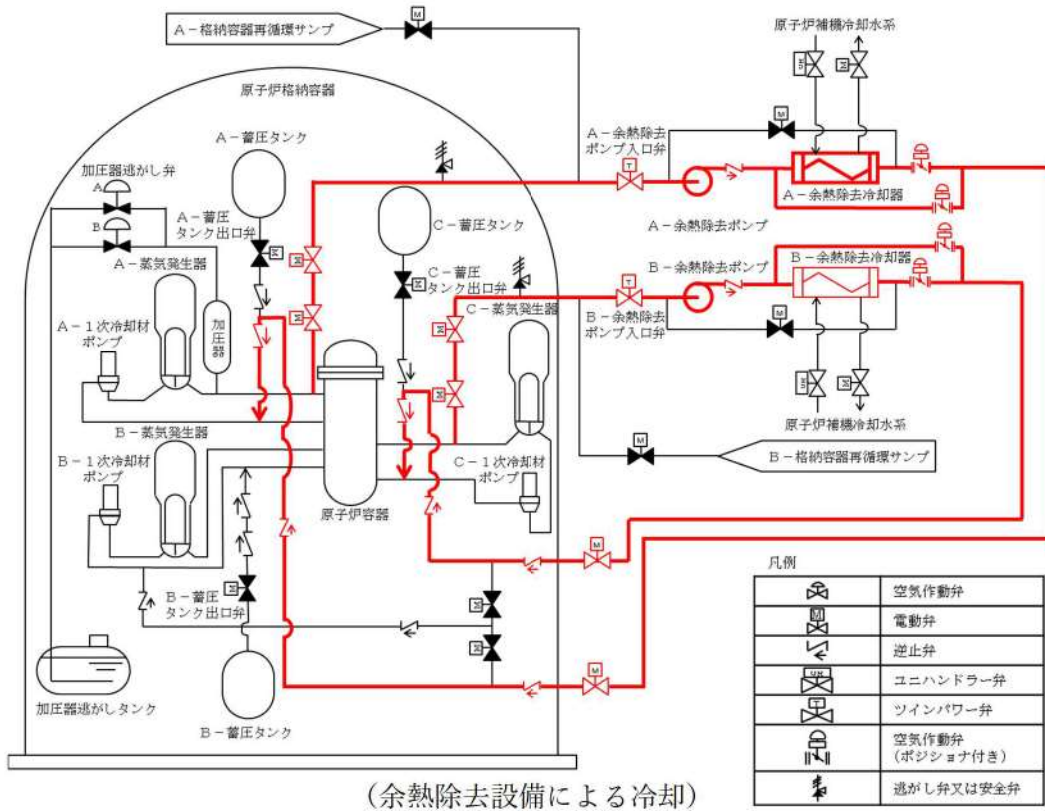 A-格納容器再循環サンプ
M
原子炉補機冷却水系
原子炉格納容器
A-蓄圧タンク
加圧器逃がし弁
A
B
A-蓄圧
タンク出口弁
C-蓄圧タンク
A-余熱除去
ポンプ入口弁
T
M
A-余熱除去冷却器
A-余熱除去ポンプ
A-蒸気発生器
C-蓄圧
タンク出口弁
B-余熱除去ポンプ
B-余熱除去冷却器
T
C-蒸気発生器
A-1次冷却材
ポンプ
加圧器
B-余熱除去
ポンプ入口弁
M
B-蒸気発生器
原子炉補機冷却水系
M
B-格納容器再循環サンプ
B-1次冷却材
ポンプ
C-1次冷却材
ポンプ
原子炉容器
M
B-蓄圧
タンク出口弁
M
加圧器逃がしタンク
B-蓄圧タンク
凡例
空気作動弁
M
電動弁
逆止弁
ユニハンドラー弁
T
ツインパワー弁
空気作動弁
(ポジショナ付き)
逃がし弁又は安全弁
(余熱除去設備による冷却)